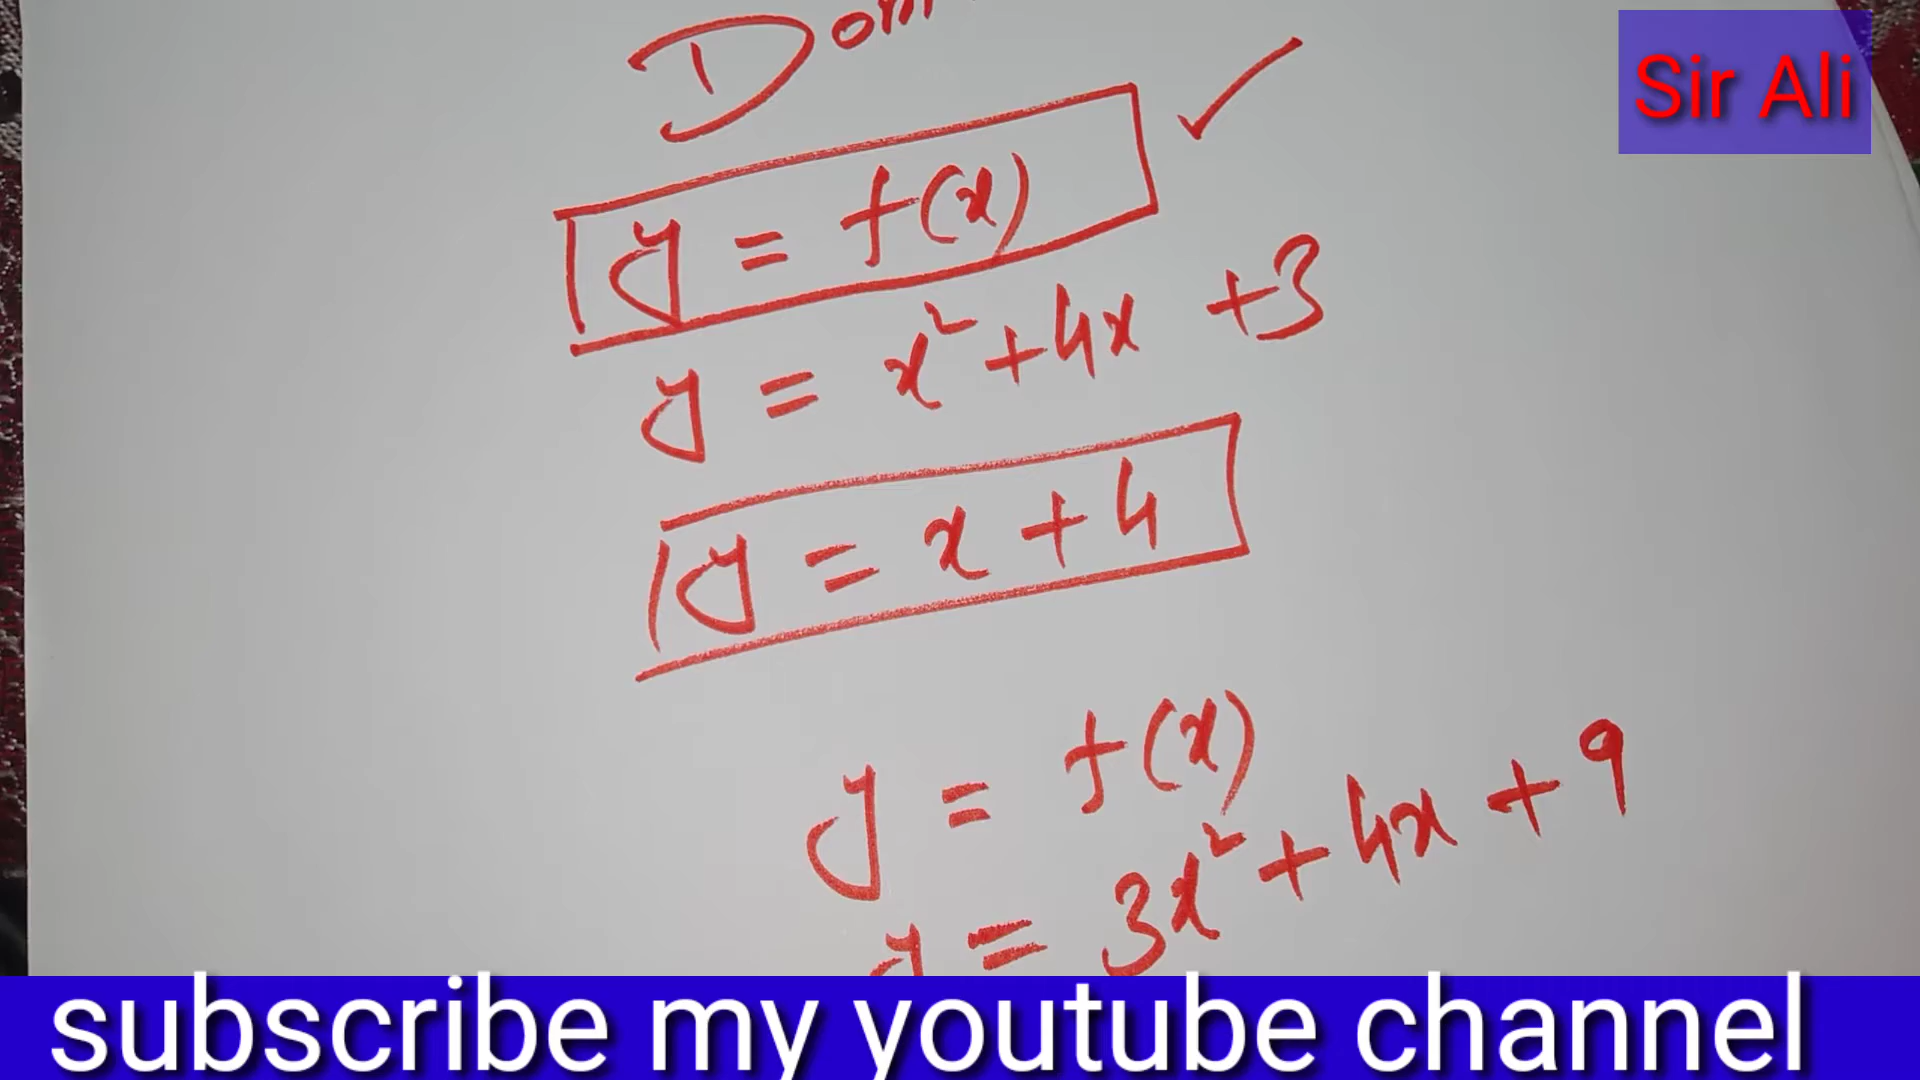 Sir Ali
y = f(x)
y = x² + 4x + 3
y = x + 4
y = f(x)
y = 3x² + 4x + 9
subscribe my youtube channel